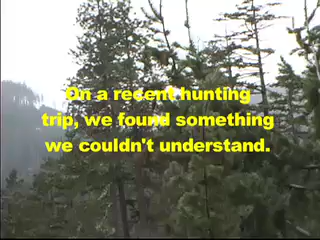 On a recent hunting
trip, we found something
we couldn't understand.